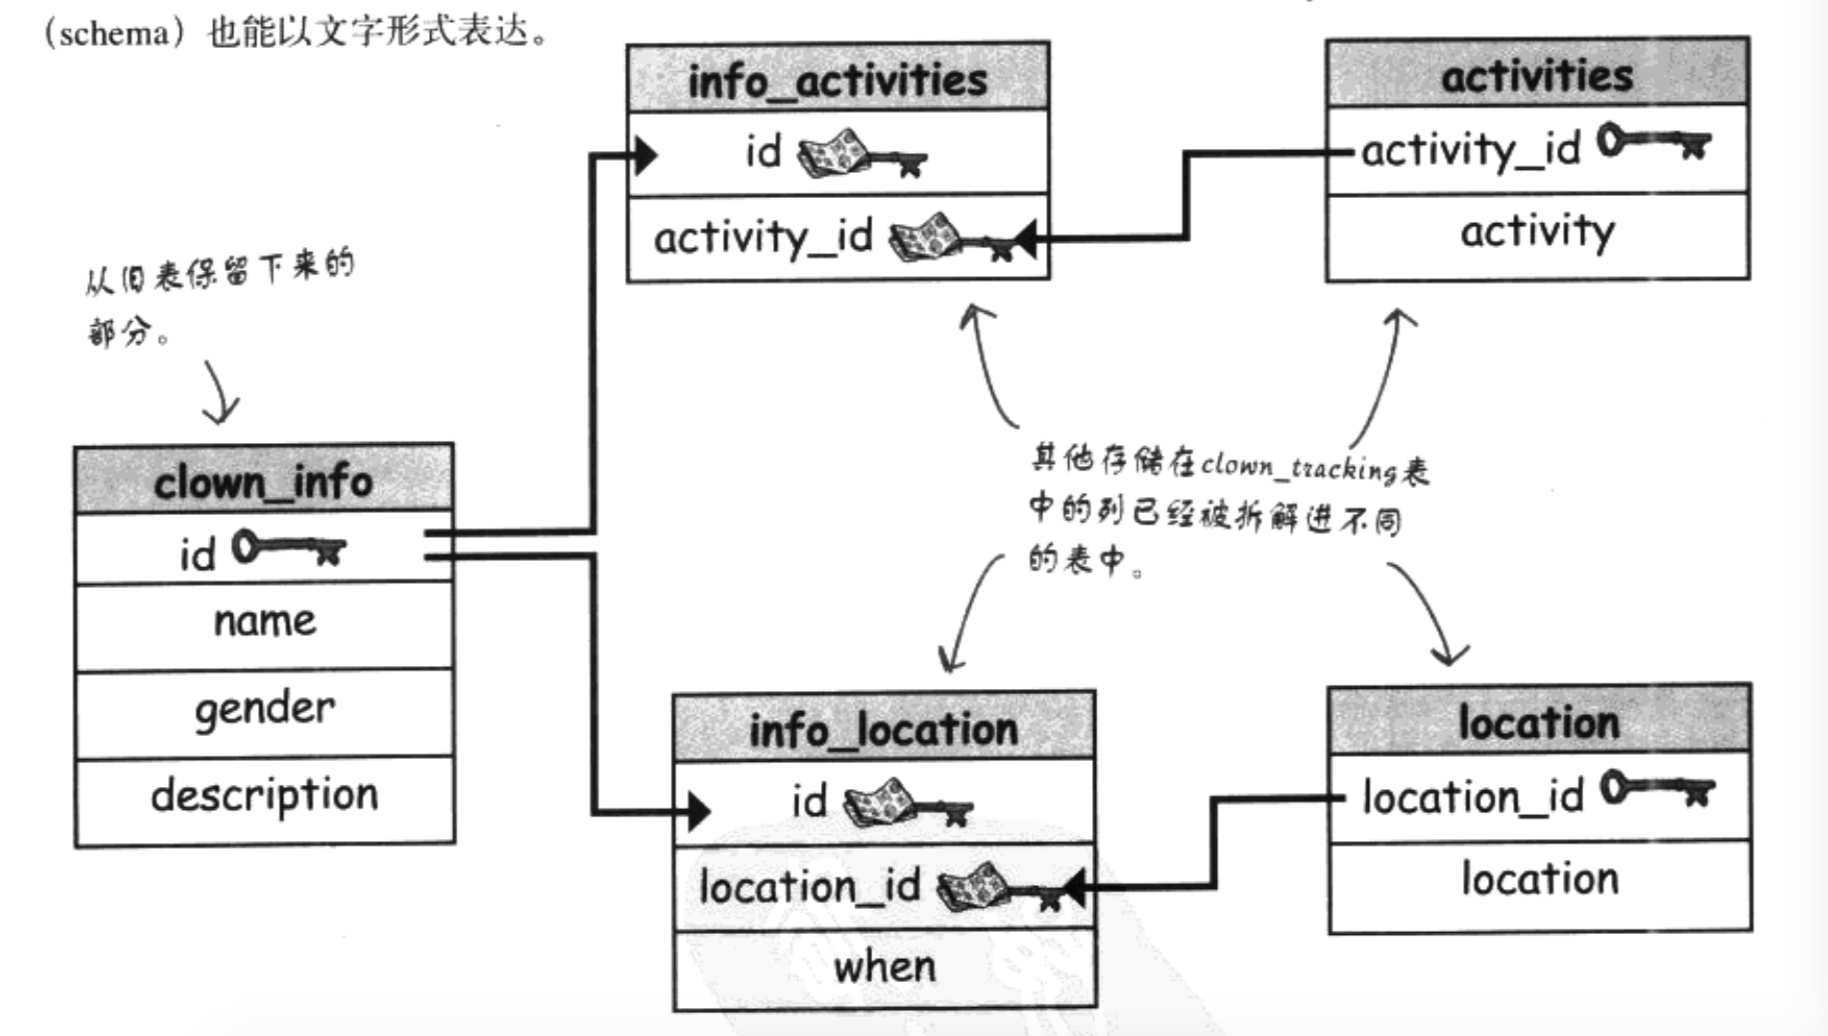 （schema）也能以文字形式表达。
info_activities
id
activity_id
activities
activity_id
activity
从旧表保留下来的
部分。
clown_info
id
name
gender
description
其他存储在clown_tracking表
中的列已经被拆解进不同
的表中。
info_location
id
location_id
when
location
location_id
location